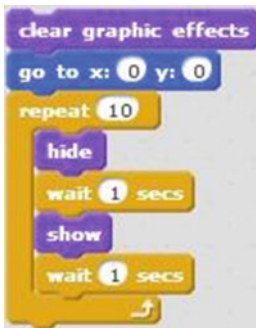 clear graphic effects
go to x: 0 y: 0
repeat 10
hide
wait 1 secs
show
wait 1 secs